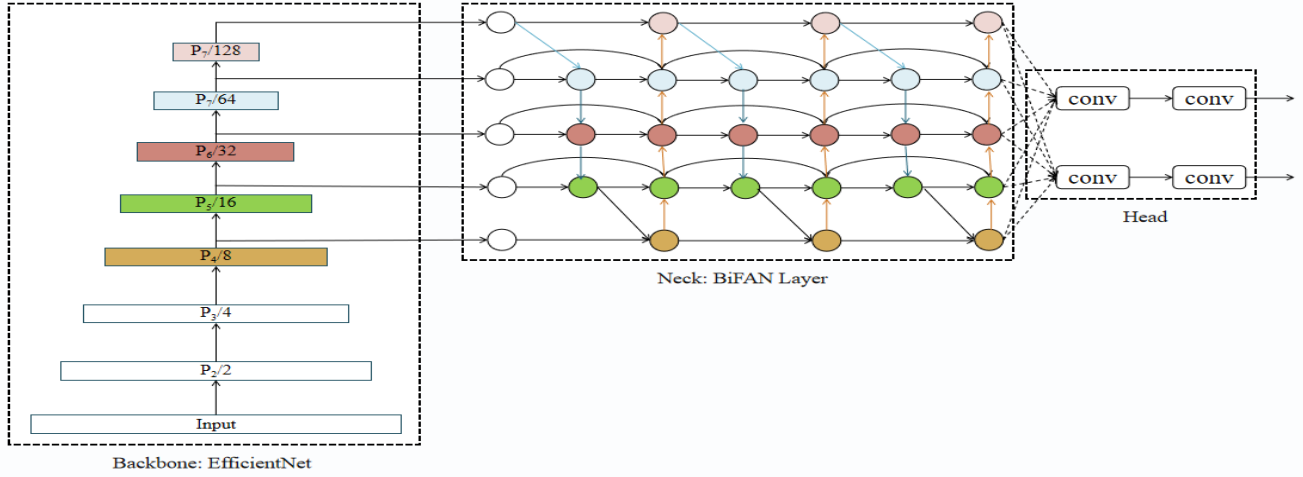 P₇/128
P₇/64
P₆/32
P₅/16
P₄/8
P₃/4
P₂/2
Input
Backbone: EfficientNet
Neck: BiFAN Layer
conv conv
conv conv
Head